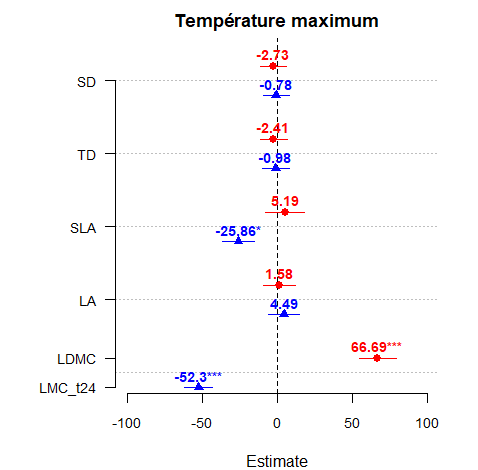 Température maximum
-2.73
SD
-0.78
-2.41
TD
-0.98
5.19
SLA
-25.86*
1.58
LA
4.49
66.69***
LDMC
-52.3***
LMC_t24
-100 -50 0 50 100
Estimate